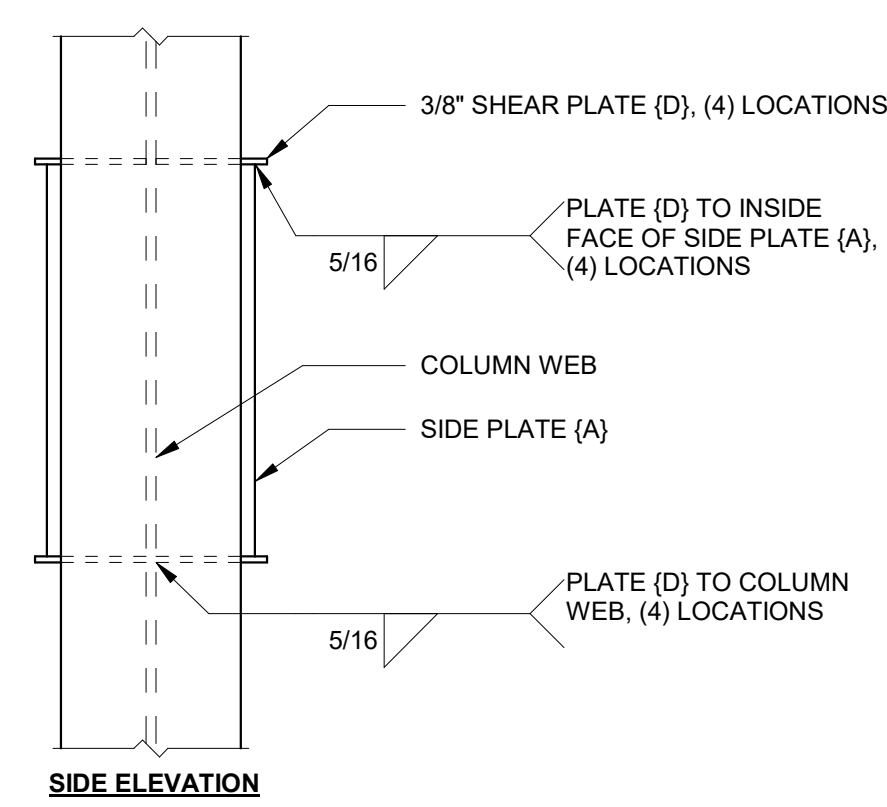 3/8" SHEAR PLATE {D}, (4) LOCATIONS
PLATE {D} TO INSIDE
FACE OF SIDE PLATE {A},
(4) LOCATIONS
5/16
COLUMN WEB
SIDE PLATE {A}
PLATE {D} TO COLUMN
WEB, (4) LOCATIONS
5/16
SIDE ELEVATION